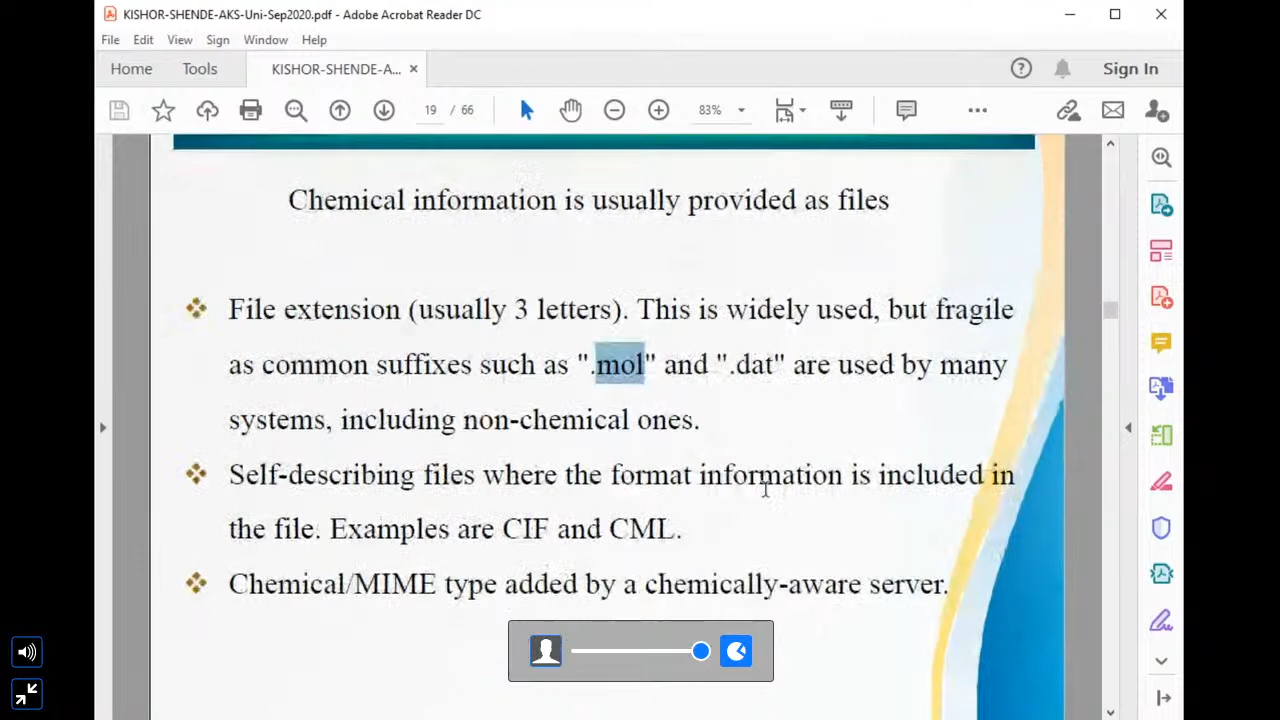 KISHOR-SHENDE-AKS-Uni-Sep2020.pdf - Adobe Acrobat Reader DC
File Edit View Sign Window Help
Home Tools KISHOR-SHENDE-A... × Sign In
19 / 66 83%
Chemical information is usually provided as files
File extension (usually 3 letters). This is widely used, but fragile
as common suffixes such as ".mol" and ".dat" are used by many
systems, including non-chemical ones.
Self-describing files where the format information is included in
the file. Examples are CIF and CML.
Chemical/MIME type added by a chemically-aware server.